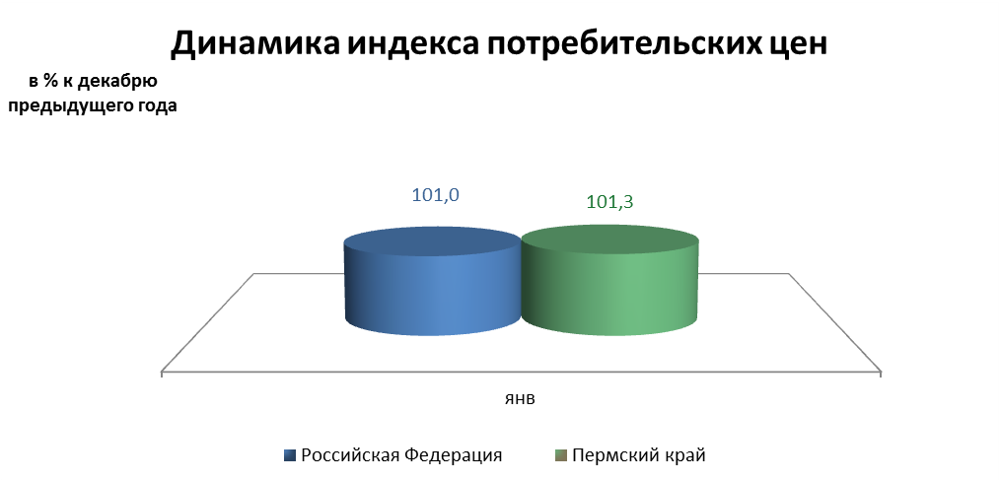 Динамика индекса потребительских цен
в % к декабрю
предыдущего года
101,0
101,3
янв
Российская Федерация
Пермский край